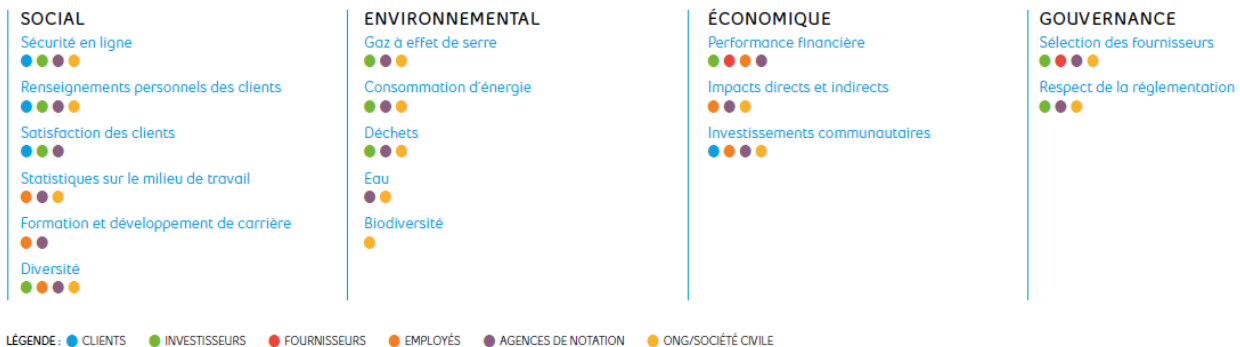 SOCIAL
Sécurité en ligne
Renseignements personnels des clients
Satisfaction des clients
Statistiques sur le milieu de travail
Formation et développement de carrière
Diversité
ENVIRONNEMENTAL
Gaz à effet de serre
Consommation d'énergie
Déchets
Eau
Biodiversité
ÉCONOMIQUE
Performance financière
Impacts directs et indirects
Investissements communautaires
GOUVERNANCE
Sélection des fournisseurs
Respect de la réglementation
LÉGENDE : CLIENTS INVESTISSEURS FOURNISSEURS EMPLOYÉS AGENCES DE NOTATION ONG/SOCIÉTÉ CIVILE